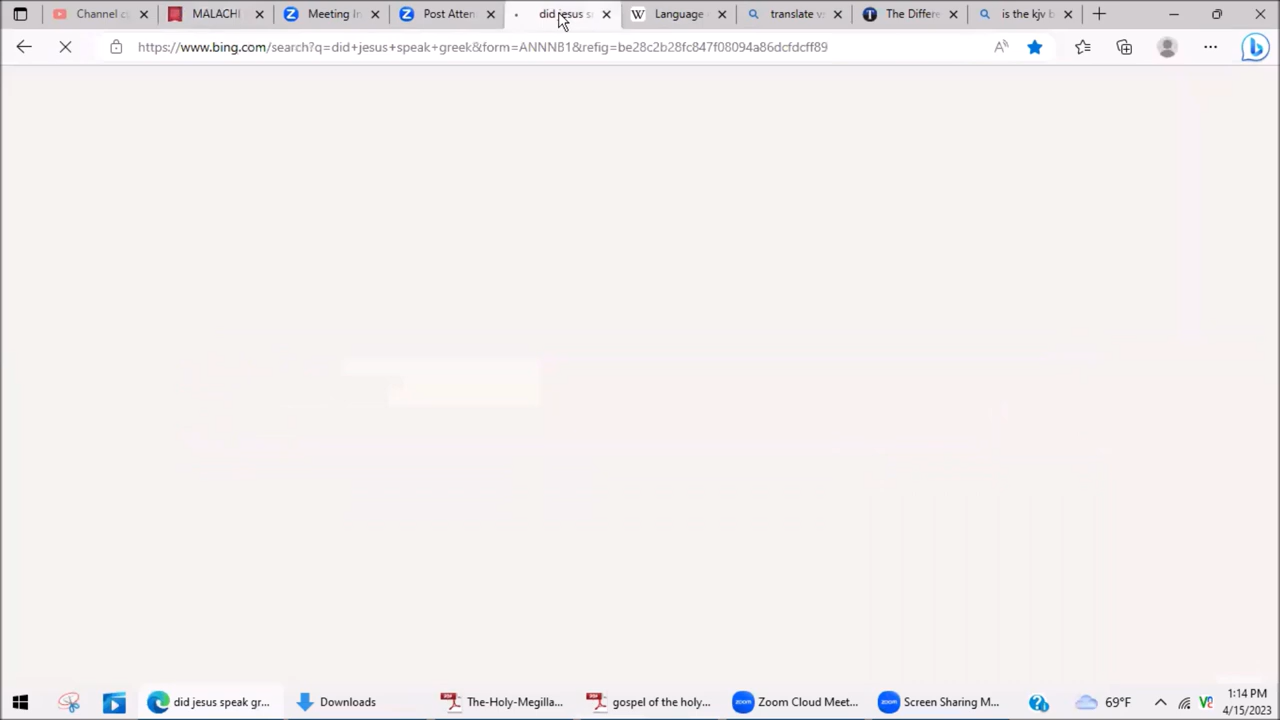 Channel c
MALACHI
Meeting In
Post Atten
did jesus s
Language
translate v
The Differe
is the kjv b
https://www.bing.com/search?q=did+jesus+speak+greek&form=ANNNB1&refig=be28c2b28fc847f08094a86dcfdcff89
did jesus speak gr...
Downloads
The-Holy-Megilla...
gospel of the holy...
Zoom Cloud Meet...
Screen Sharing M...
69°F
1:14 PM
4/15/2023